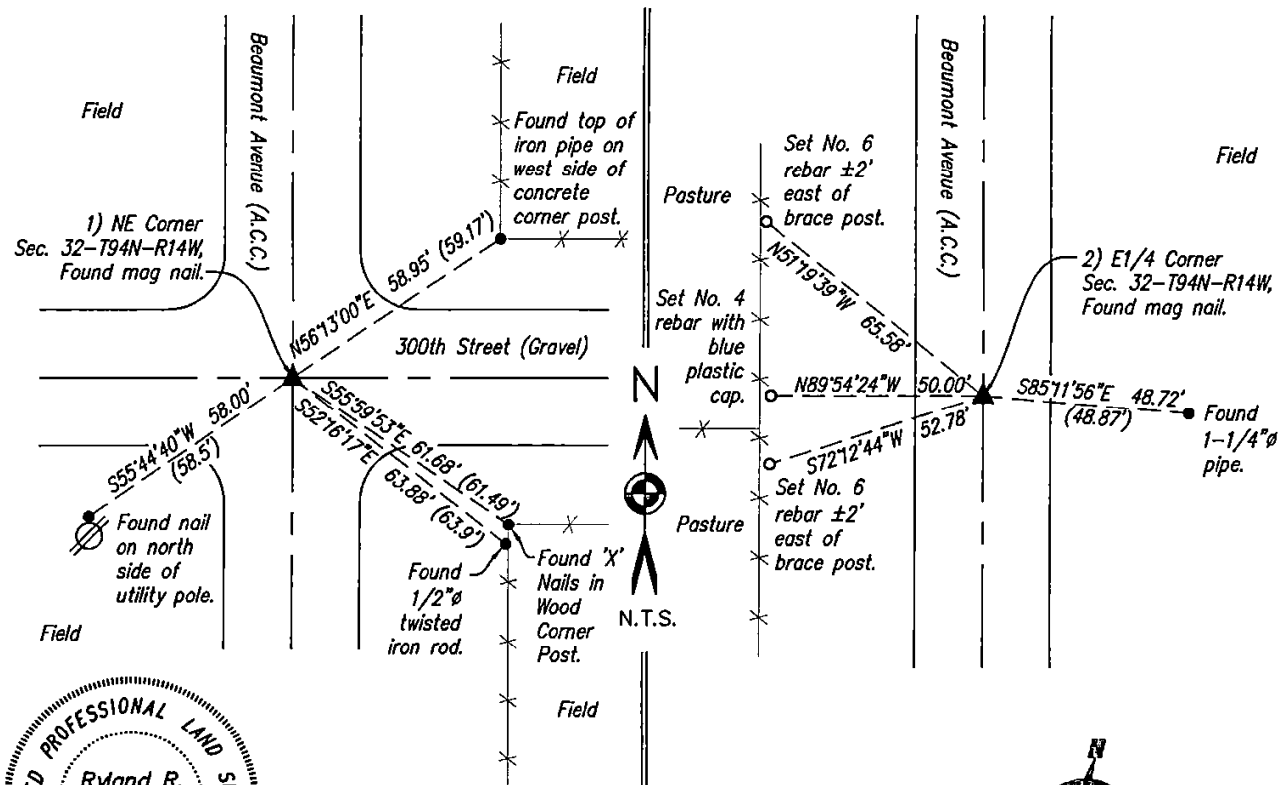 Field
Beaumont Avenue (A.C.C.)
Field
Found top of
iron pipe on
west side of
concrete
corner post.
1) NE Corner
Sec. 32-T94N-R14W,
Found mag nail.
N56°13'00"E 58.95' (59.17')
300th Street (Gravel)
S55°44'40"W 58.00'
(58.5')
S55°59'53"E 61.68' (61.49')
S52°16'17"E 63.88' (63.9')
Found nail
on north
side of
utility pole.
Field
Found
1/2"ø
twisted
iron rod.
Found 'X'
Nails in
Wood
Corner
Post.
Field
N
N.T.S.
Pasture
Set No. 6
rebar ±2'
east of
brace post.
Beaumont Avenue (A.C.C.)
Field
2) E1/4 Corner
Sec. 32-T94N-R14W,
Found mag nail.
Set No. 4
rebar with
blue
plastic
cap.
N51°19'39"W 65.58'
N89°54'24"W 50.00'
S72°12'44"W 52.78'
S85°11'56"E 48.72'
(48.87')
Found
1-1/4"ø
pipe.
Set No. 6
rebar ±2'
east of
brace post.
Pasture
PROFESSIONAL LAND
Ryland R.
N